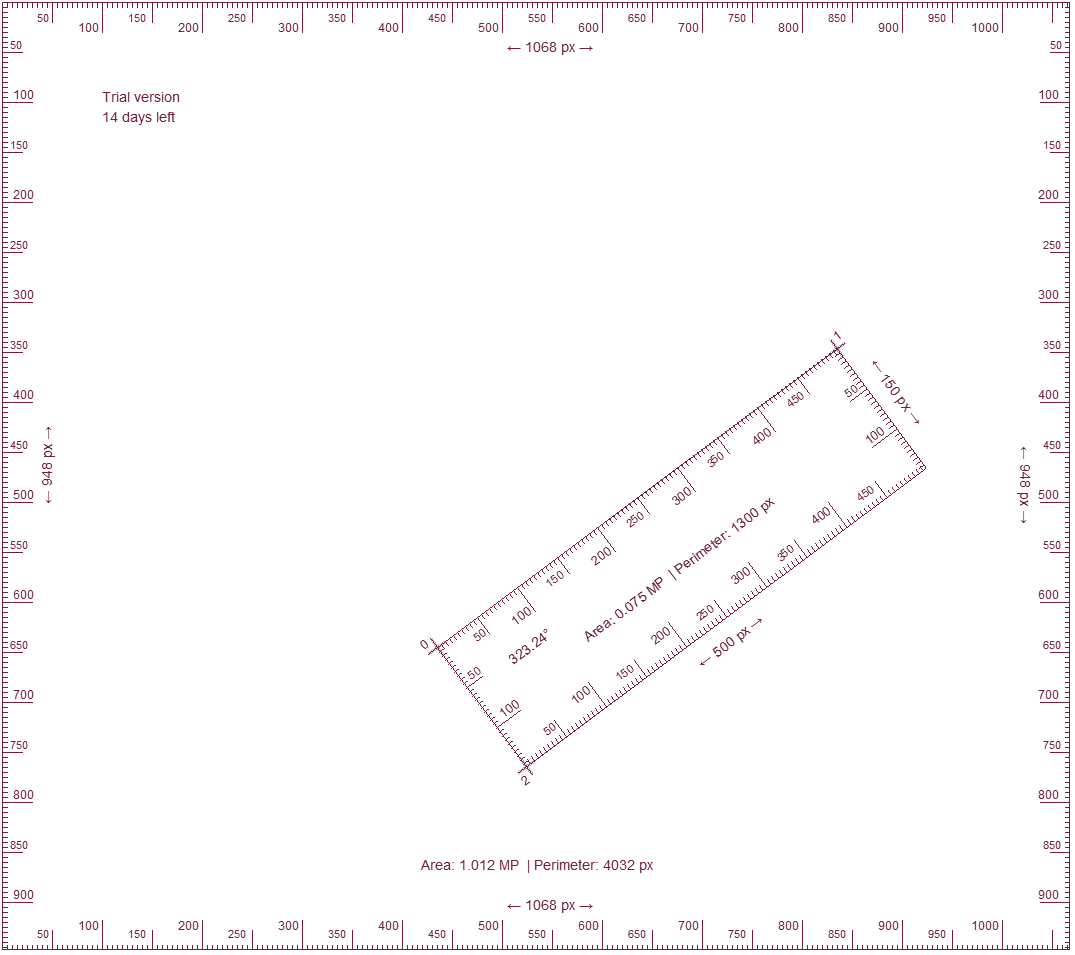 50 100 150 200 250 300 350 400 450 500 550 600 650 700 750 800 850 900 950 1000
← 1068 px →
50 50
100 100
Trial version
14 days left
150 150
200 200
250 250
300 300
350 350
400 400
450 450
500 500
550 550
600 600
650 650
700 700
750 750
800 800
850 850
900 900
← 948 px →
← 948 px →
0
1
2
50 100 150 200 250 300 350 400 450
← 150 px →
50
100
323.24°
Area: 0.075 MP | Perimeter: 1300 px
50
100
50 100 150 200 250 300 350 400 450
← 500 px →
Area: 1.012 MP | Perimeter: 4032 px
← 1068 px →
50 100 150 200 250 300 350 400 450 500 550 600 650 700 750 800 850 900 950 1000